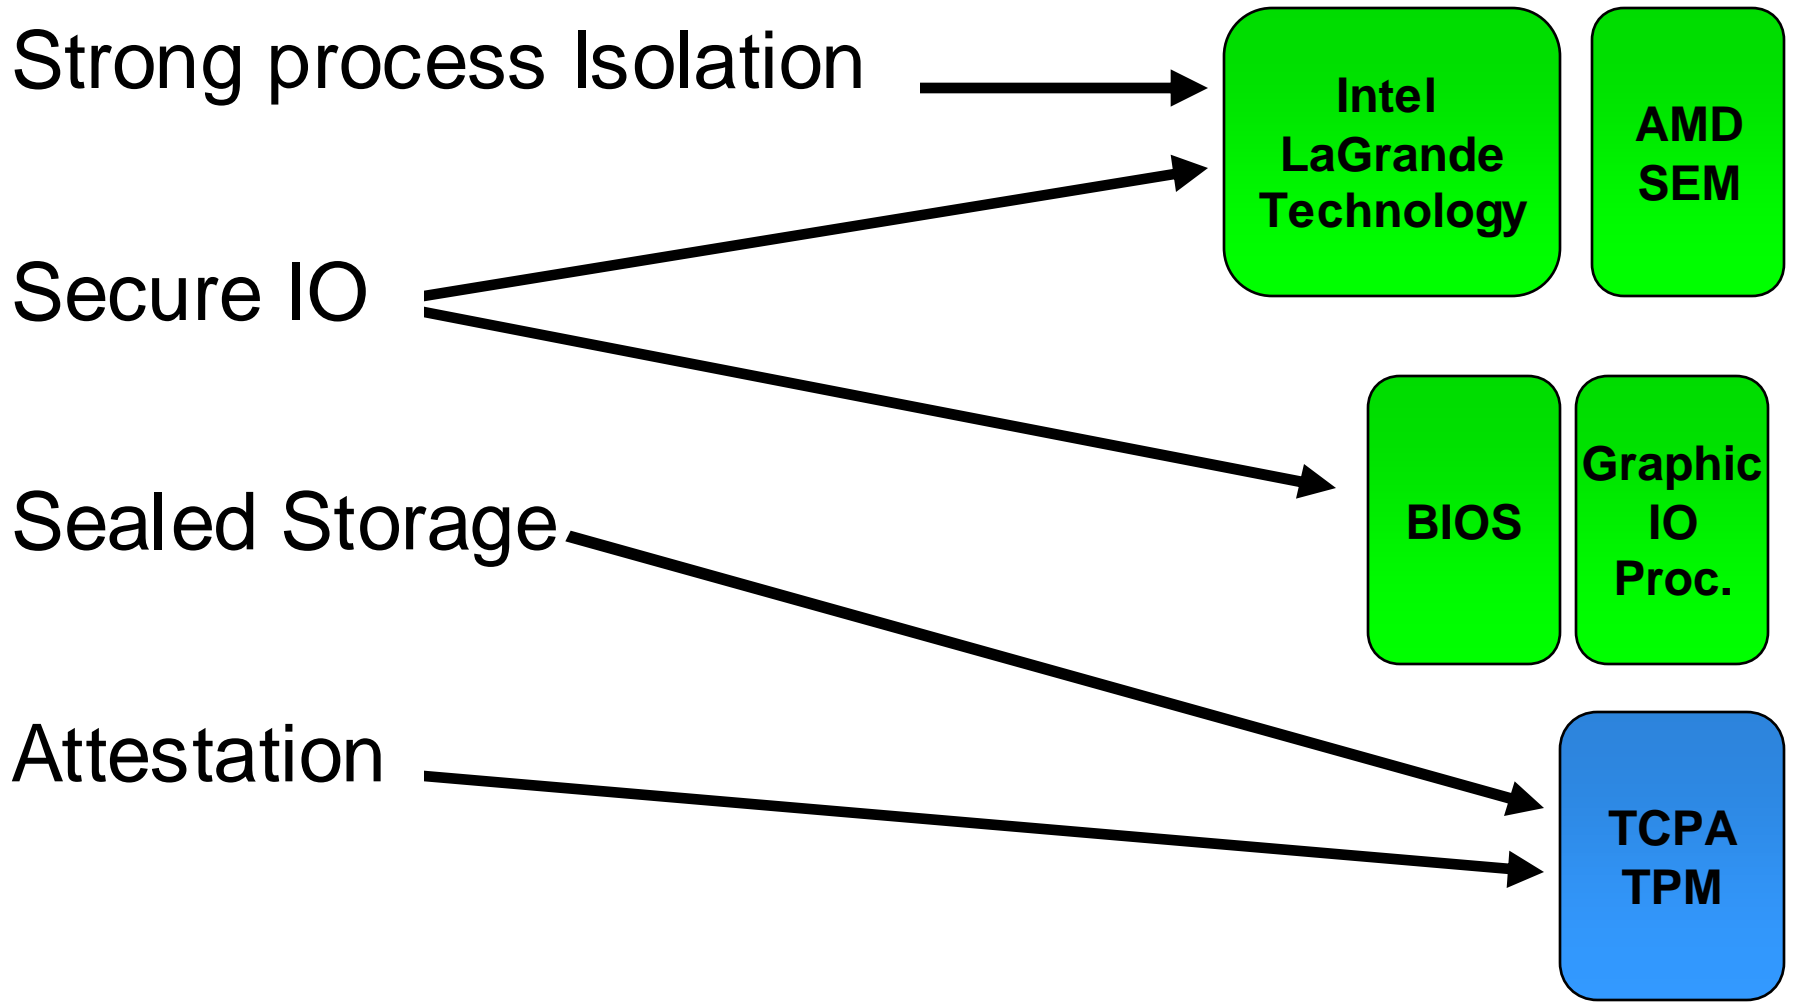 Strong process Isolation
Intel
LaGrande
Technology
AMD
SEM
Secure IO
BIOS
Graphic
IO
Proc.
Sealed Storage
Attestation
TCPA
TPM